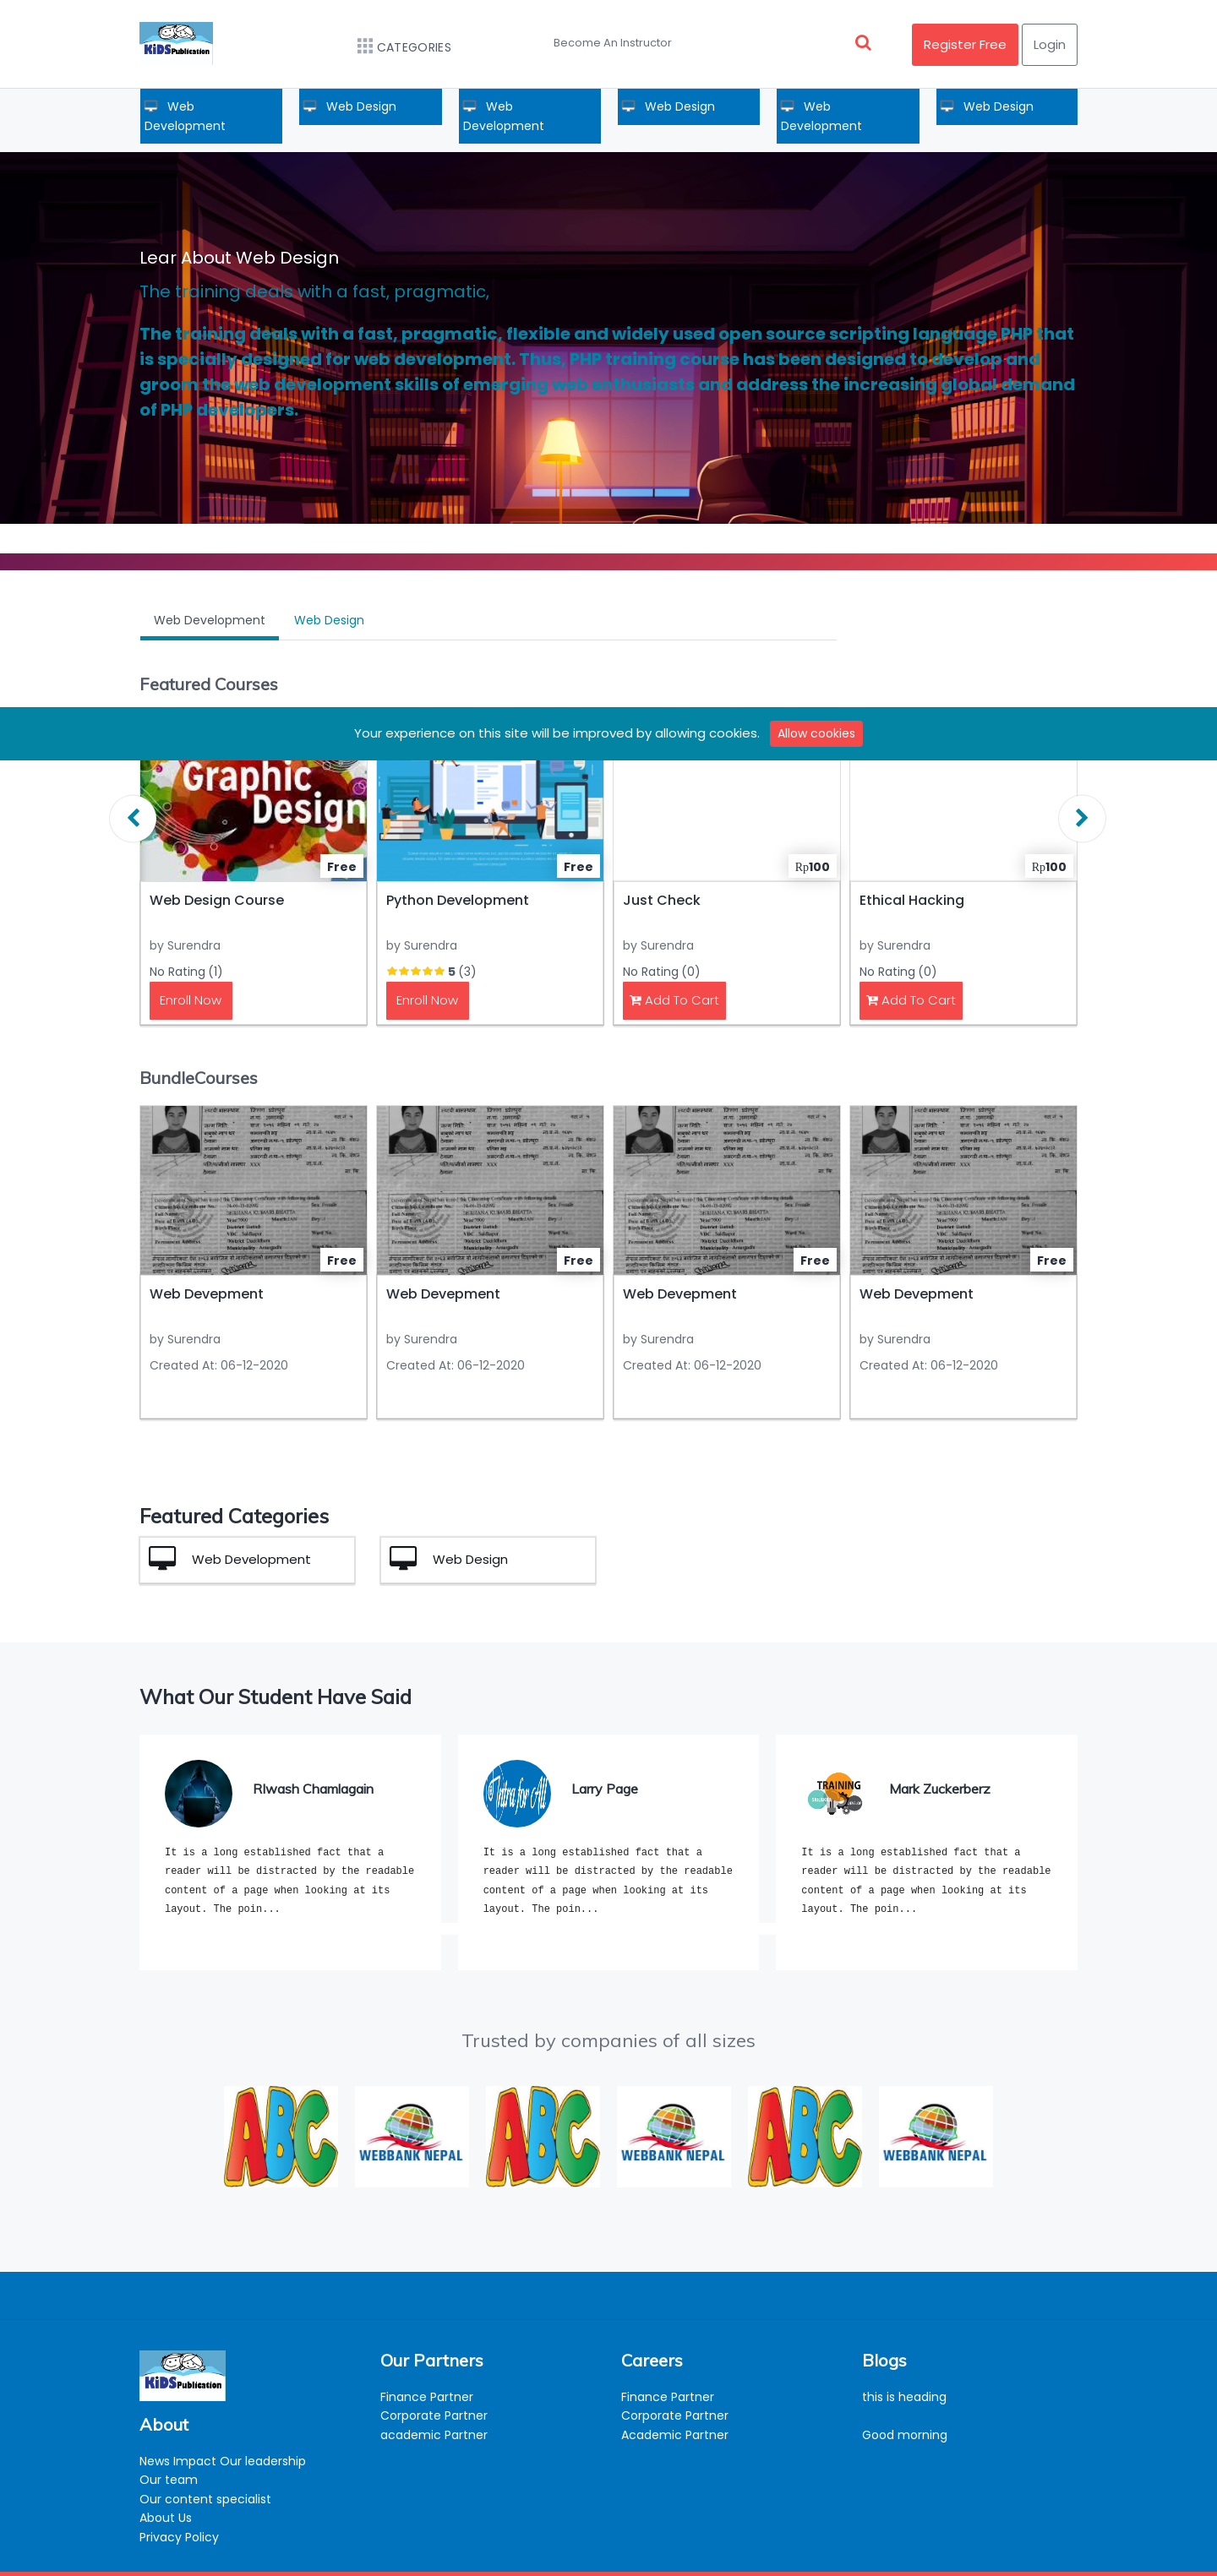 KiDSPublication
CATEGORIES
Become An Instructor
Register Free
Login
Web Development
Web Design
Web Development
Web Design
Web Development
Web Design
Lear About Web Design
The training deals with a fast, pragmatic,
The training deals with a fast, pragmatic, flexible and widely used open source scripting language PHP that
is specially designed for web development. Thus, PHP training course has been designed to develop and
groom the web development skills of emerging web enthusiasts and address the increasing global demand
of PHP developers.
Web Development
Web Design
Featured Courses
Your experience on this site will be improved by allowing cookies.
Allow cookies
Graphic
Design
Free
Free
Rp100
Rp100
Web Design Course
Python Development
Just Check
Ethical Hacking
by Surendra
by Surendra
by Surendra
by Surendra
No Rating (1)
5 (3)
No Rating (0)
No Rating (0)
Enroll Now
Enroll Now
Add To Cart
Add To Cart
BundleCourses
Free
Free
Free
Free
Web Devepment
Web Devepment
Web Devepment
Web Devepment
by Surendra
by Surendra
by Surendra
by Surendra
Created At: 06-12-2020
Created At: 06-12-2020
Created At: 06-12-2020
Created At: 06-12-2020
Featured Categories
Web Development
Web Design
What Our Student Have Said
RIwash Chamlagain
It is a long established fact that a
reader will be distracted by the readable
content of a page when looking at its
layout. The poin...
Larry Page
It is a long established fact that a
reader will be distracted by the readable
content of a page when looking at its
layout. The poin...
TRAINING
Mark Zuckerberz
It is a long established fact that a
reader will be distracted by the readable
content of a page when looking at its
layout. The poin...
Trusted by companies of all sizes
ABC
WEBBANK NEPAL
ABC
WEBBANK NEPAL
ABC
WEBBANK NEPAL
KiDSPublication
About
News Impact Our leadership
Our team
Our content specialist
About Us
Privacy Policy
Our Partners
Finance Partner
Corporate Partner
academic Partner
Careers
Finance Partner
Corporate Partner
Academic Partner
Blogs
this is heading
Good morning